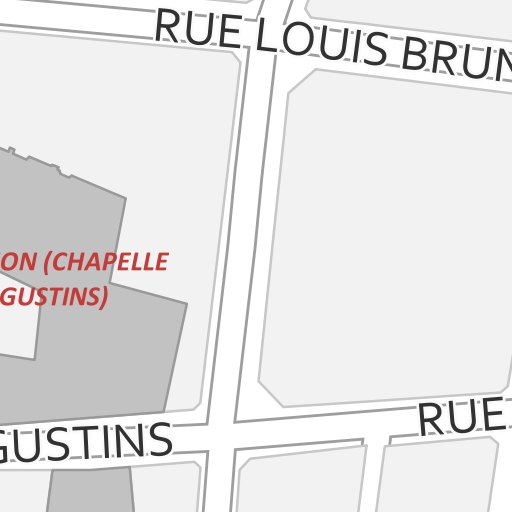 RUE LOUIS BRUN
ON (CHAPELLE
GUSTINS)
RUE
GUSTINS